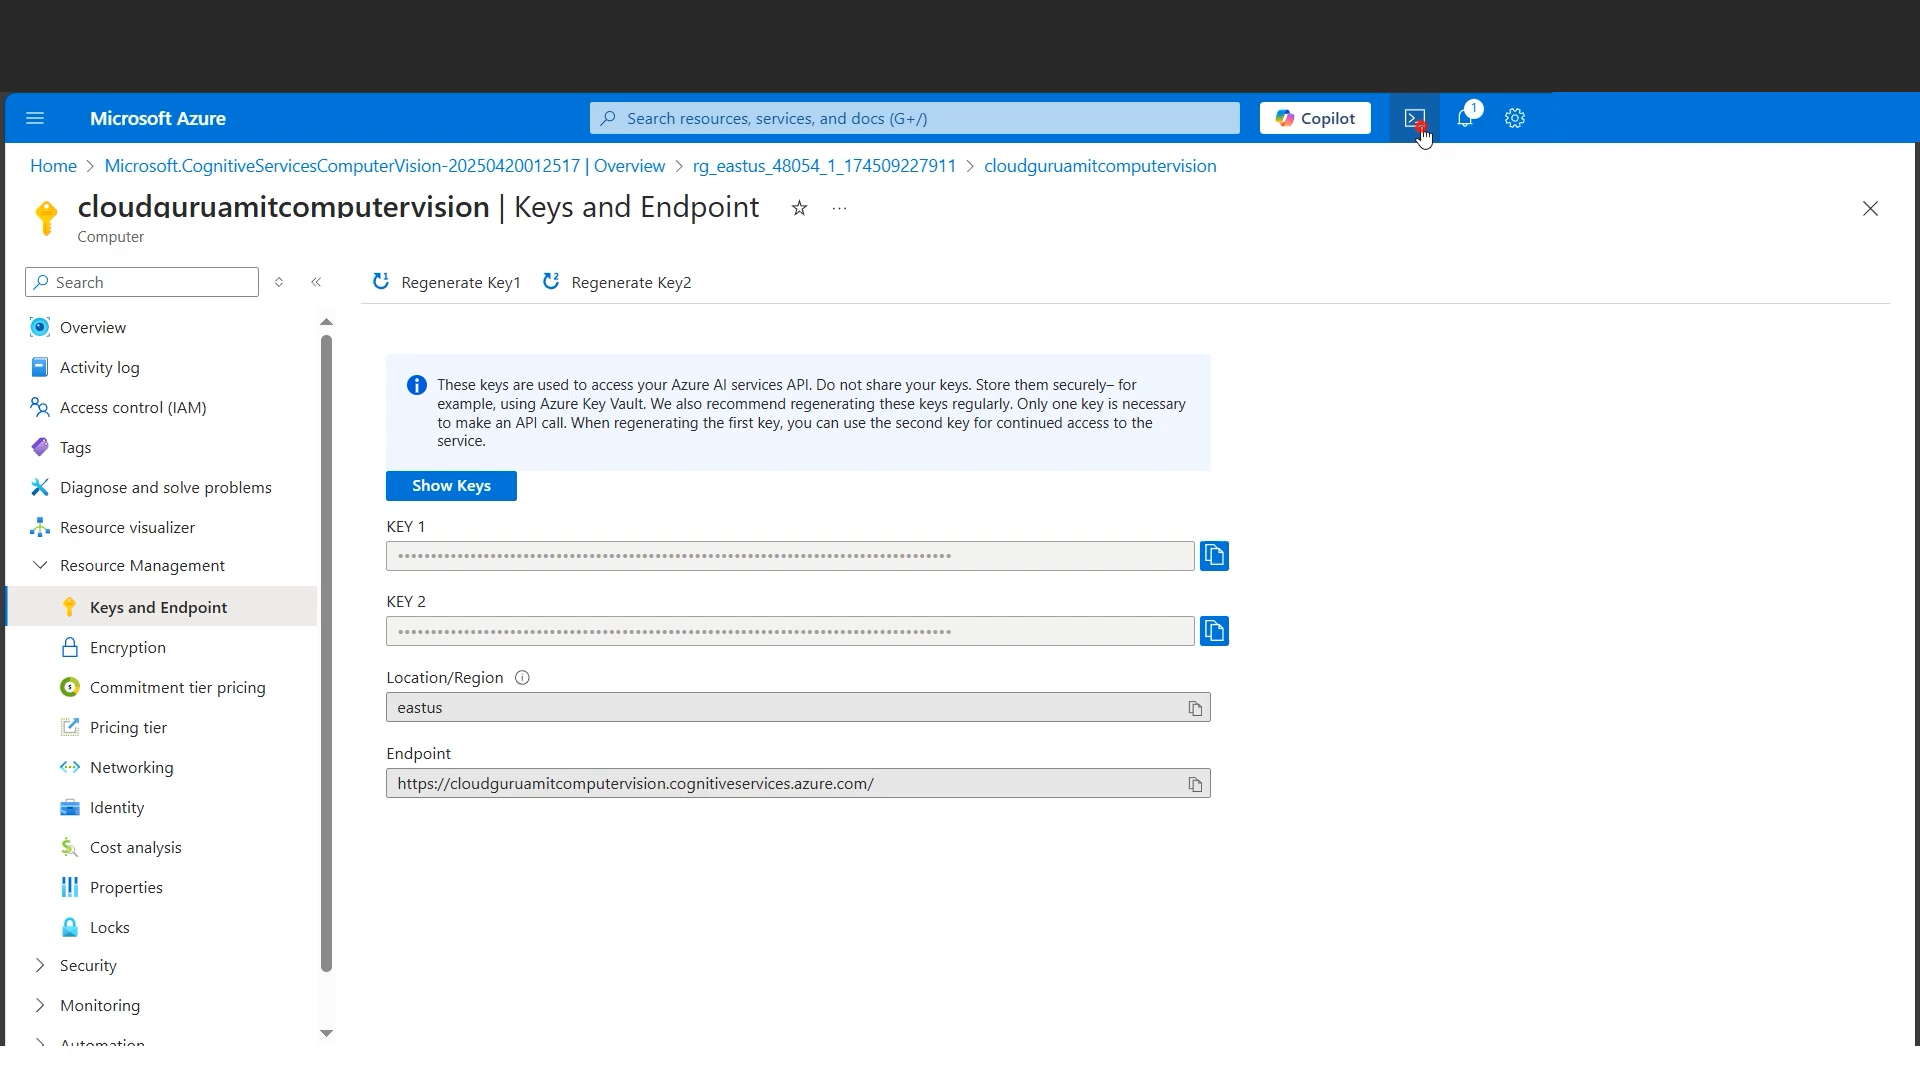 Microsoft Azure
Search resources, services, and docs (G+/)
Copilot
1
Home > Microsoft.CognitiveServicesComputerVision-20250420012517 | Overview > rg_eastus_48054_1_174509227911 > cloudguruamitcomputervision
cloudguruamitcomputervision | Keys and Endpoint
Computer
Search
Regenerate Key1
Regenerate Key2
Overview
Activity log
Access control (IAM)
Tags
Diagnose and solve problems
Resource visualizer
Resource Management
Keys and Endpoint
Encryption
Commitment tier pricing
Pricing tier
Networking
Identity
Cost analysis
Properties
Locks
Security
Monitoring
Automation
These keys are used to access your Azure AI services API. Do not share your keys. Store them securely– for
example, using Azure Key Vault. We also recommend regenerating these keys regularly. Only one key is necessary
to make an API call. When regenerating the first key, you can use the second key for continued access to the
service.
Show Keys
KEY 1
KEY 2
Location/Region
eastus
Endpoint
https://cloudguruamitcomputervision.cognitiveservices.azure.com/